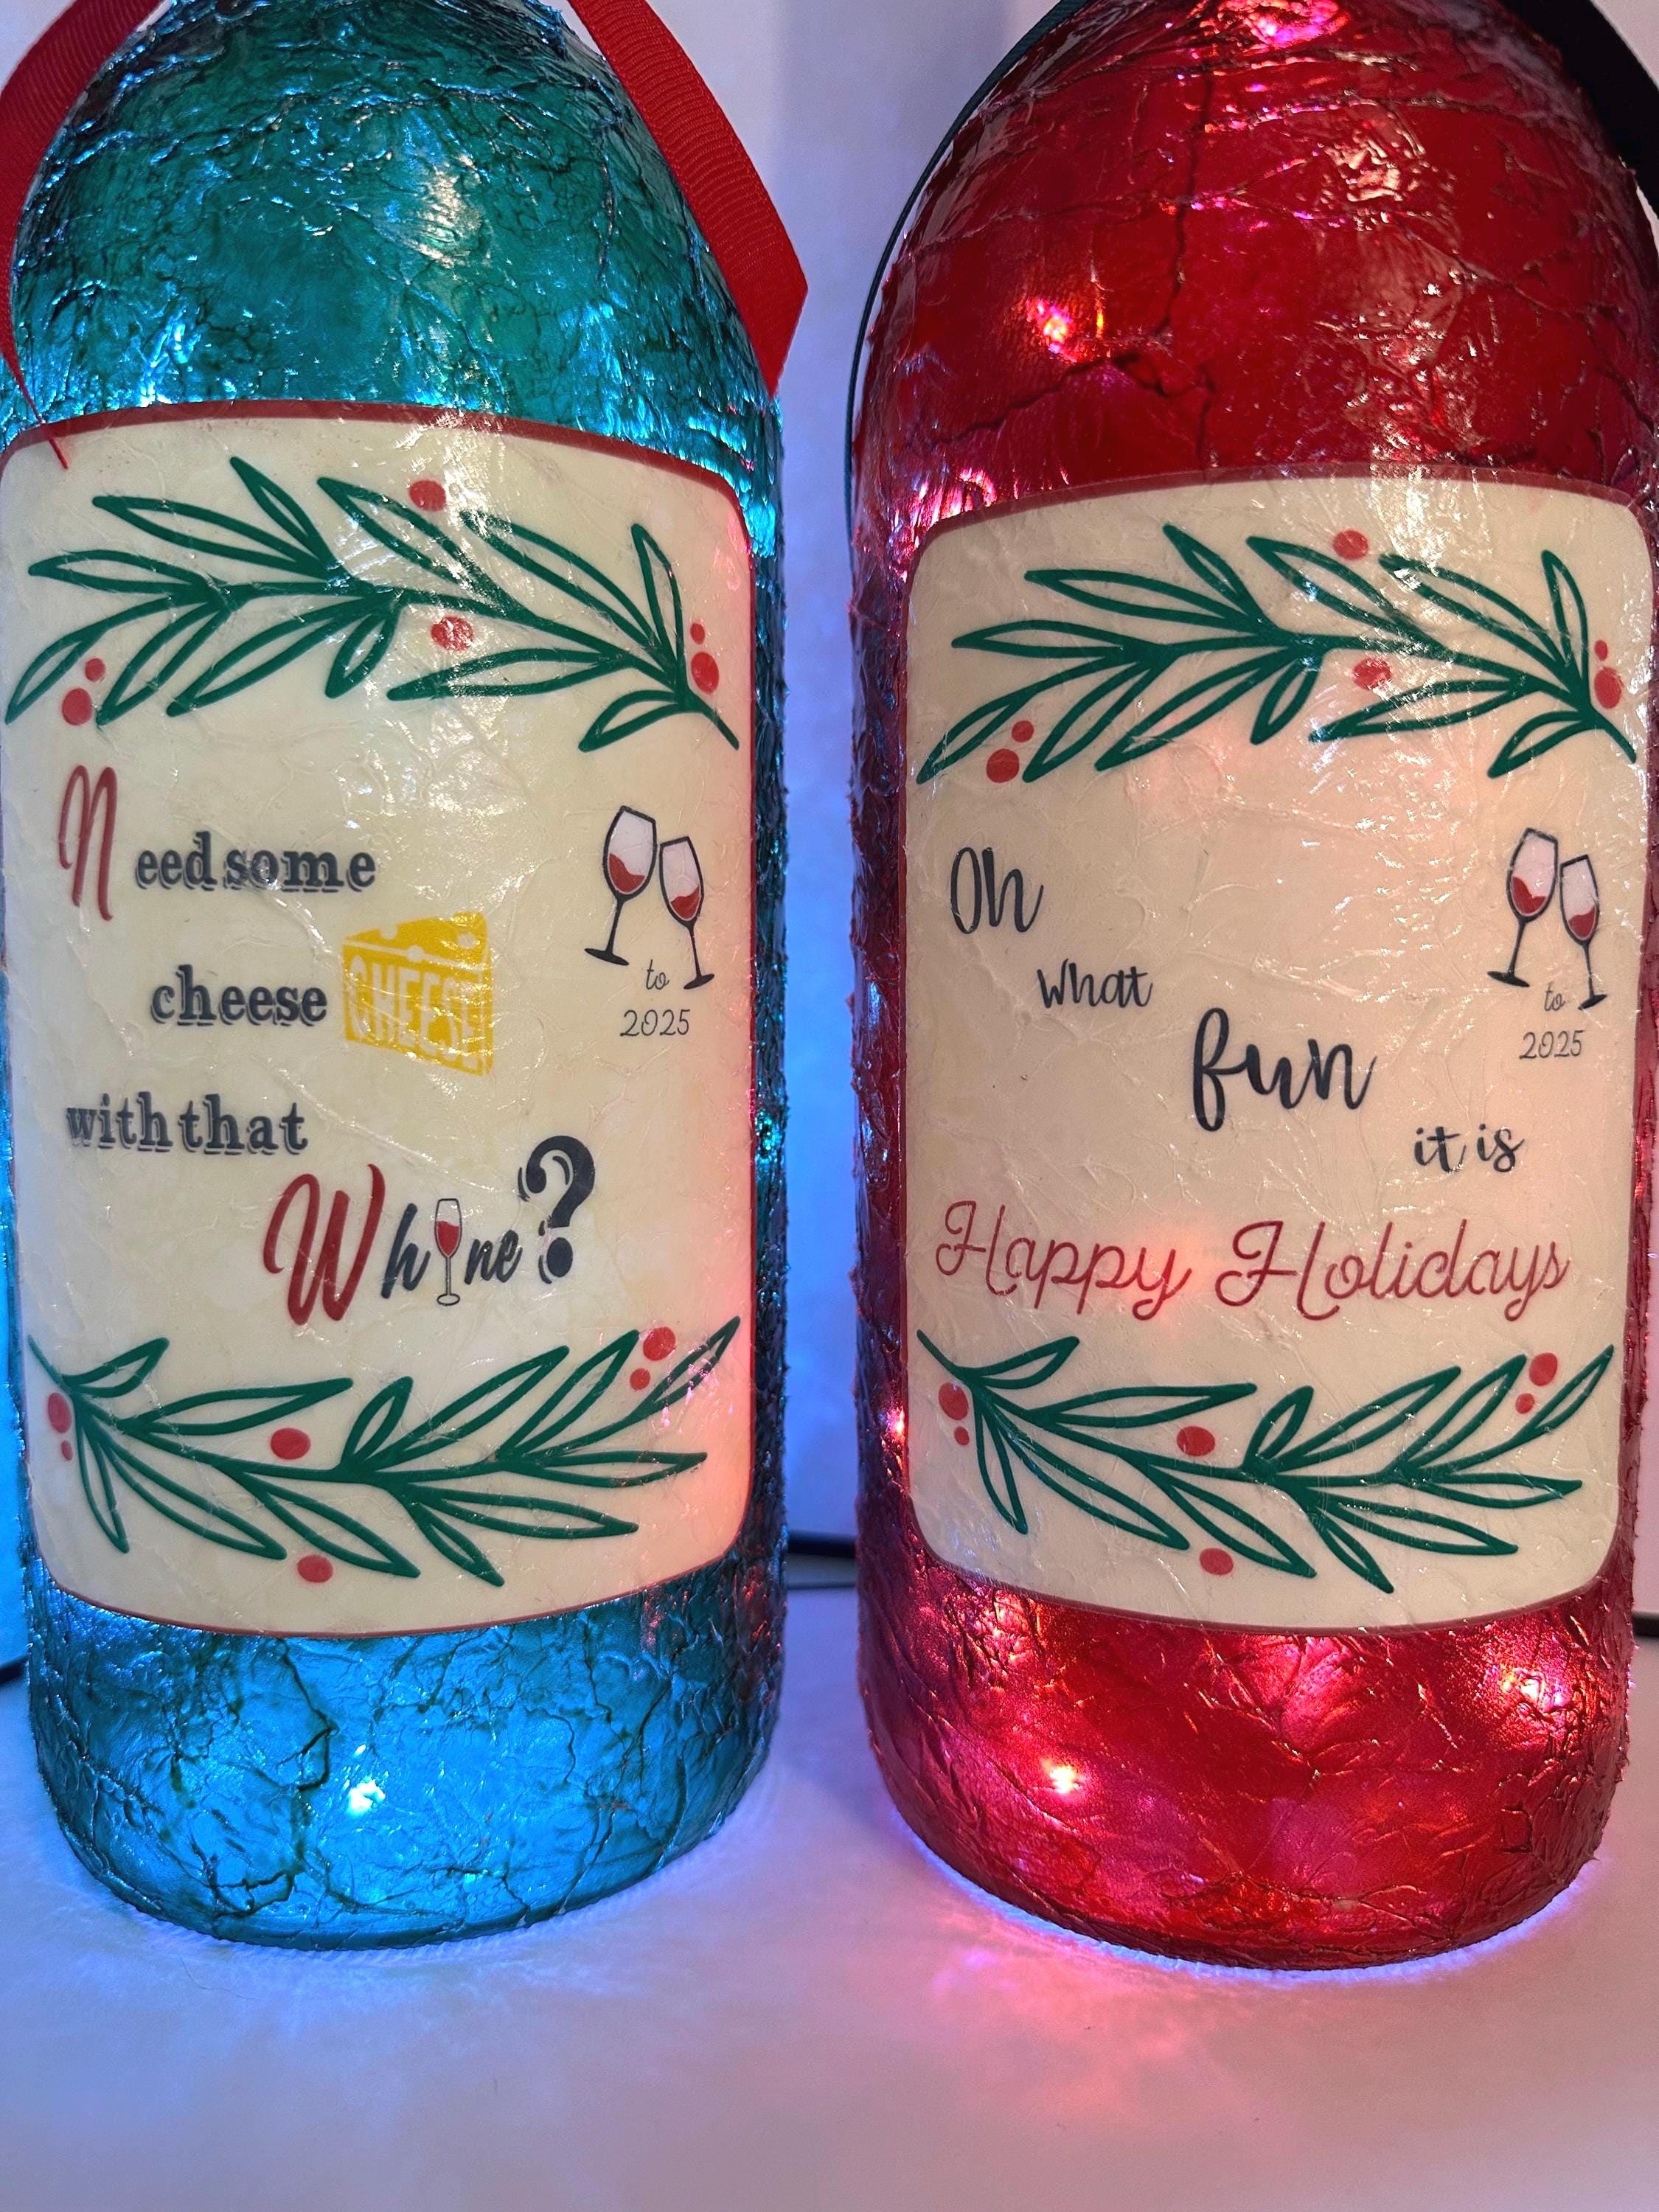 Need some
cheese CHEESE
with that
Whine?
to
2025
Oh
what
fun
it is
Happy Holidays
to
2025